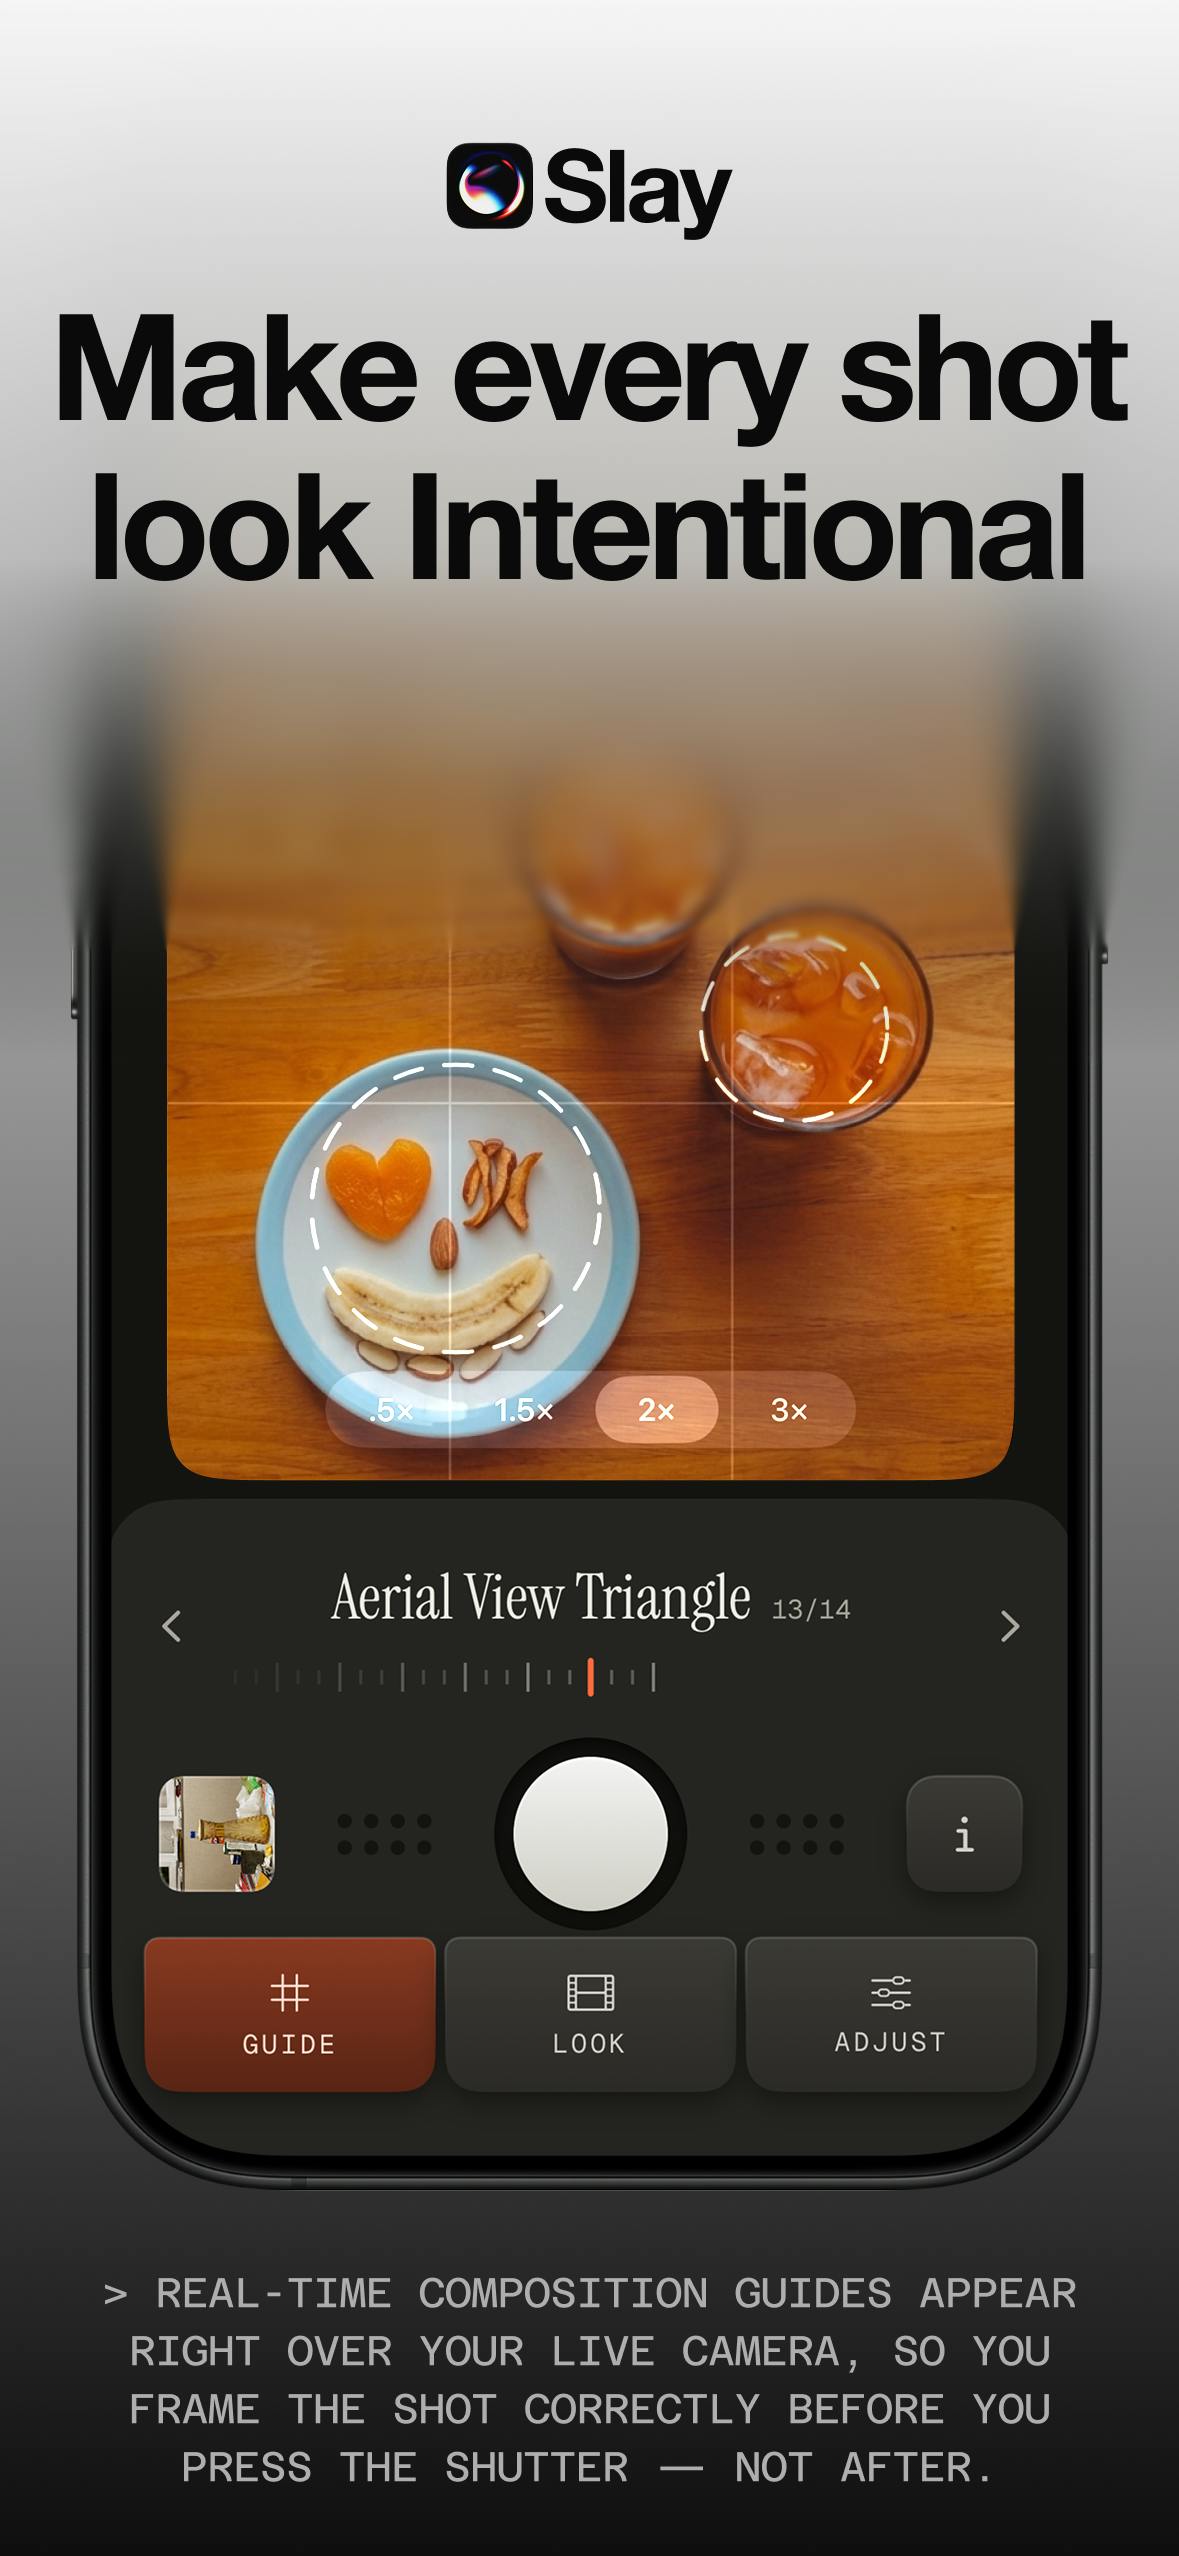 Slay
Make every shot
look Intentional
.5× 1.5× 2× 3×
Aerial View Triangle 13/14
i
GUIDE LOOK ADJUST
> REAL-TIME COMPOSITION GUIDES APPEAR
RIGHT OVER YOUR LIVE CAMERA, SO YOU
FRAME THE SHOT CORRECTLY BEFORE YOU
PRESS THE SHUTTER — NOT AFTER.